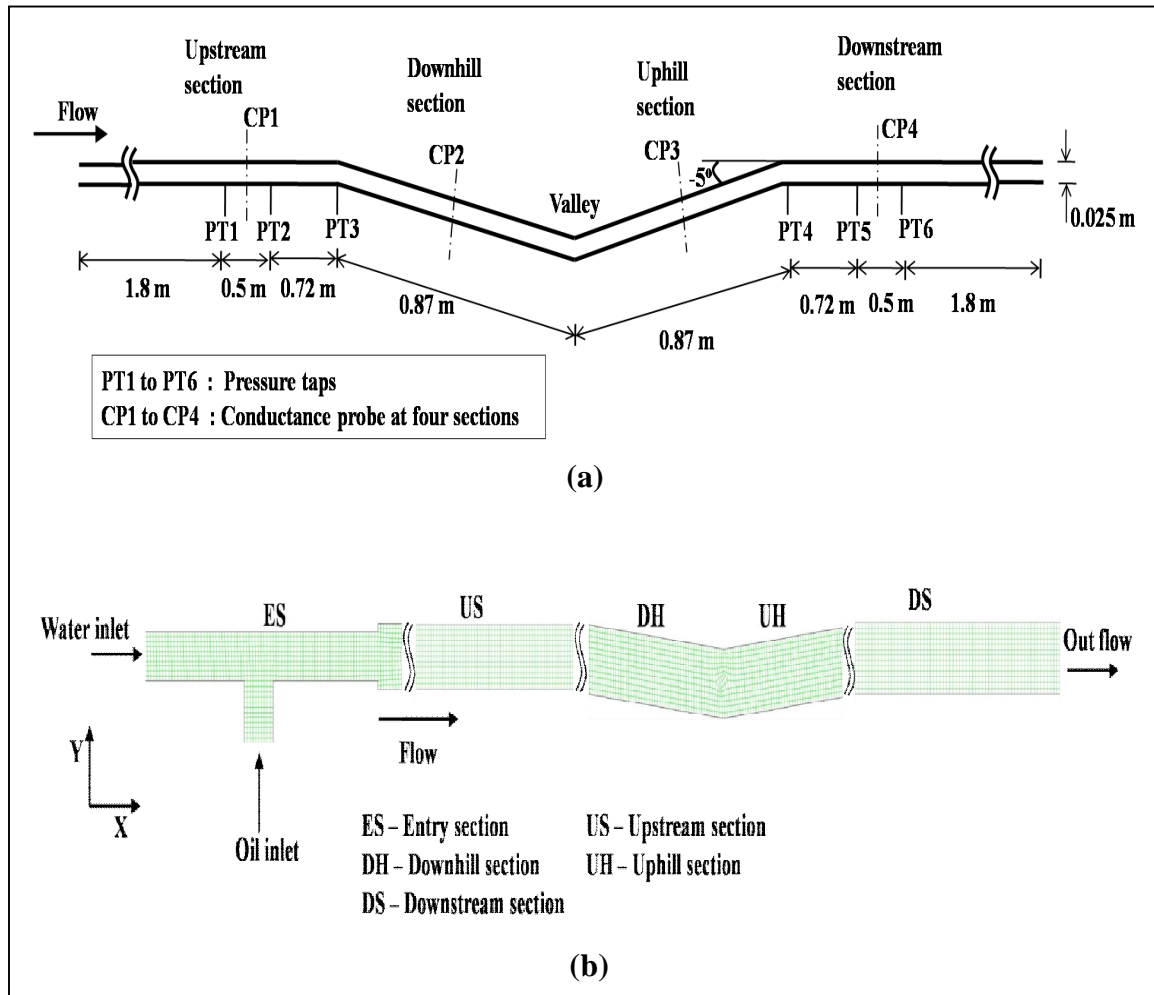 Upstream section
Downhill section
Uphill section
Downstream section
Flow
CP1
CP2
CP3
CP4
-5°
Valley
PT1
PT2
PT3
PT4
PT5
PT6
0.025 m
1.8 m
0.5 m
0.72 m
0.87 m
0.87 m
0.72 m
0.5 m
1.8 m
PT1 to PT6 : Pressure taps
CP1 to CP4 : Conductance probe at four sections
(a)
Water inlet
ES
US
DH
UH
DS
Out flow
Flow
Y
X
Oil inlet
ES – Entry section
US – Upstream section
DH – Downhill section
UH – Uphill section
DS – Downstream section
(b)